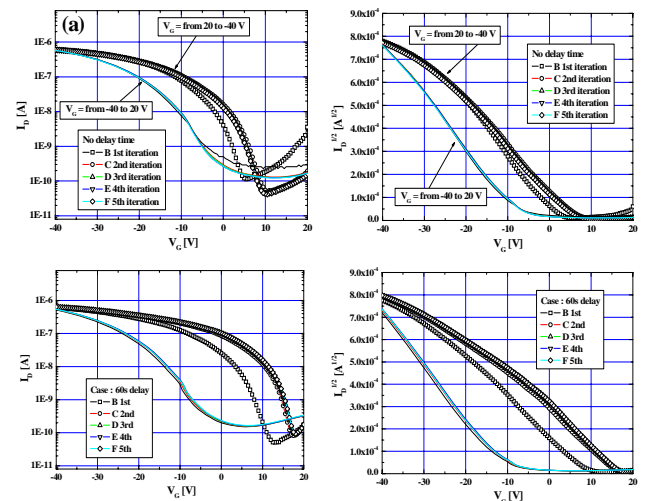 (a)
1E-6
1E-7
1E-8
1E-9
1E-10
1E-11
I_D [A]
V_G = from 20 to -40 V
V_G = from -40 to 20 V
No delay time
B 1st iteration
C 2nd iteration
D 3rd iteration
E 4th iteration
F 5th iteration
-40 -30 -20 -10 0 10 20
V_G [V]
9.0x10^-4
8.0x10^-4
7.0x10^-4
6.0x10^-4
5.0x10^-4
4.0x10^-4
3.0x10^-4
2.0x10^-4
1.0x10^-4
0.0
I_D^1/2 [A^1/2]
V_G = from 20 to -40 V
No delay time
B 1st iteration
C 2nd iteration
D 3rd iteration
E 4th iteration
F 5th iteration
V_G = from -40 to 20 V
-40 -30 -20 -10 0 10 20
V_G [V]
1E-6
1E-7
1E-8
1E-9
1E-10
1E-11
I_D [A]
Case : 60s delay
B 1st
C 2nd
D 3rd
E 4th
F 5th
-40 -30 -20 -10 0 10 20
V_G [V]
9.0x10^-4
8.0x10^-4
7.0x10^-4
6.0x10^-4
5.0x10^-4
4.0x10^-4
3.0x10^-4
2.0x10^-4
1.0x10^-4
0.0
I_D^1/2 [A^1/2]
Case : 60s delay
B 1st
C 2nd
D 3rd
E 4th
F 5th
-40 -30 -20 -10 0 10 20
[V]